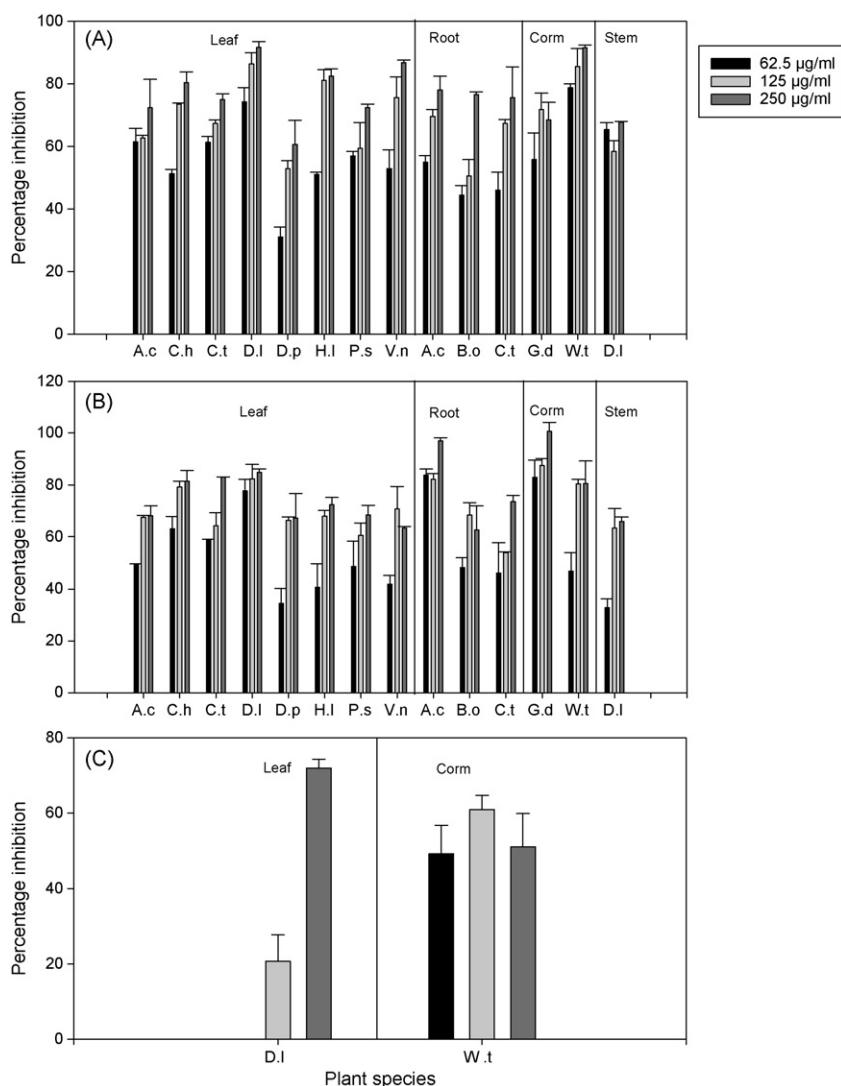 (A)
Leaf
Root
Corm
Stem
62.5 µg/ml
125 µg/ml
250 µg/ml
Percentage inhibition
100
80
60
40
20
0
A.c C.h C.t D.l D.p H.l P.s V.n A.c B.o C.t G.d W.t D.l
(B)
Leaf
Root
Corm
Stem
Percentage inhibition
120
100
80
60
40
20
0
A.c C.h C.t D.l D.p H.l P.s V.n A.c B.o C.t G.d W.t D.l
(C)
Leaf
Corm
Percentage inhibition
80
60
40
20
0
D.l W.t
Plant species